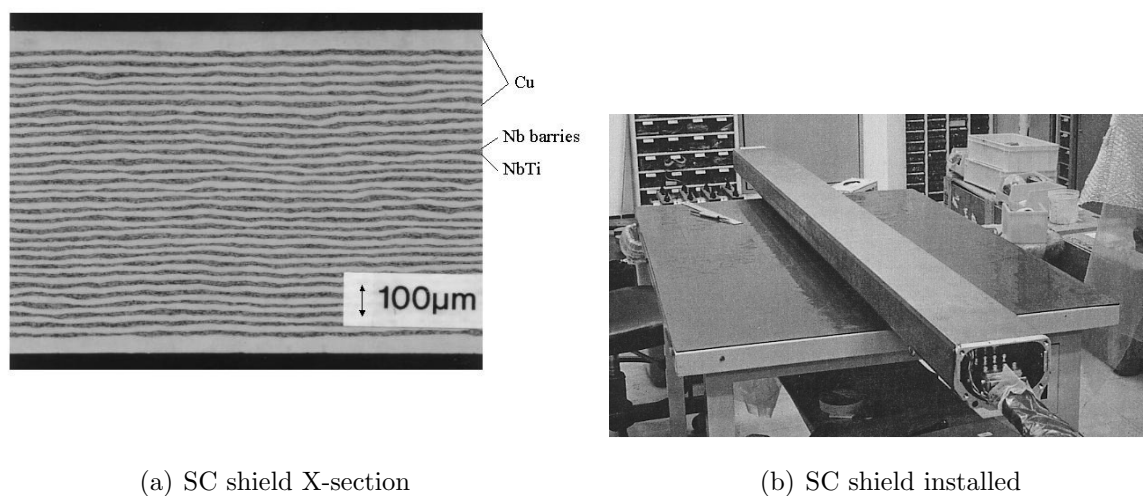 Cu
Nb barries
NbTi
100µm
(a) SC shield X-section
(b) SC shield installed